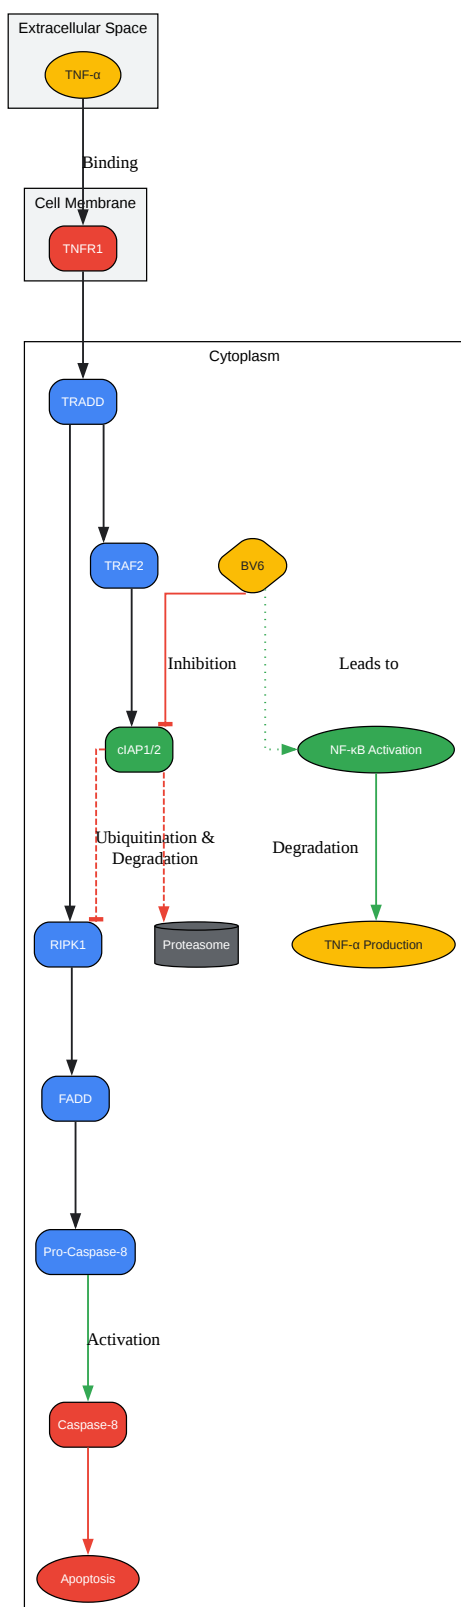 Extracellular Space
TNF-α
Binding
Cell Membrane
TNFR1
Cytoplasm
TRADD
TRAF2
BV6
Inhibition
Leads to
cIAP1/2
NF-κB Activation
Ubiquitination &
Degradation
Degradation
RIPK1
Proteasome
TNF-α Production
FADD
Pro-Caspase-8
Activation
Caspase-8
Apoptosis